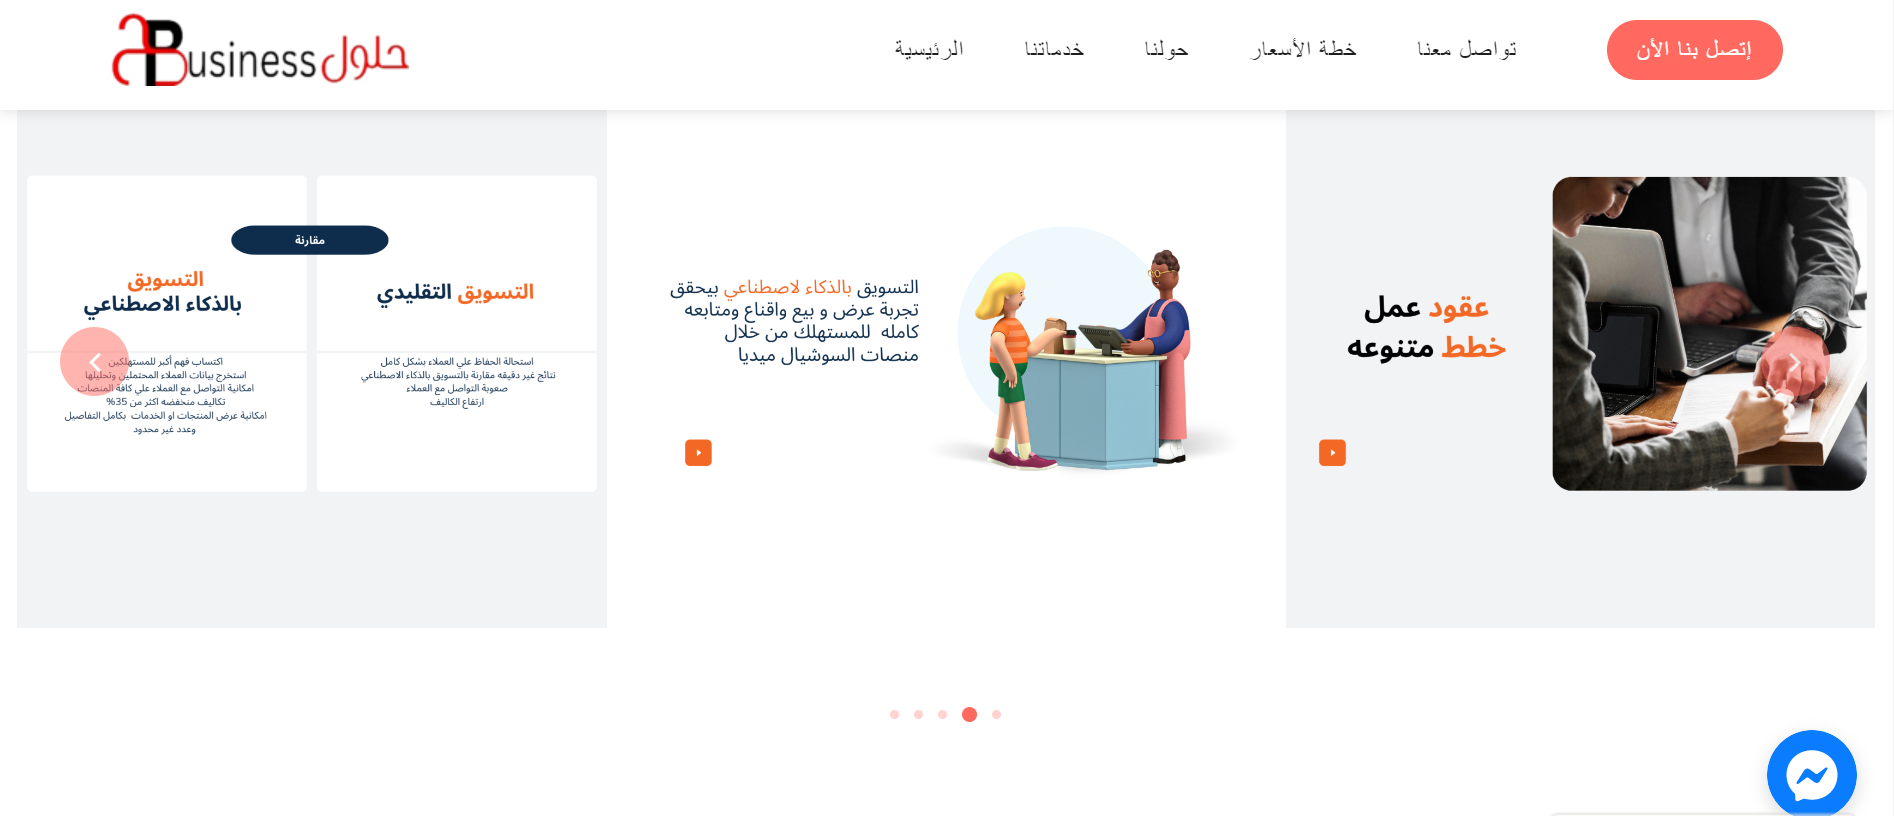 حلول Business
الرئيسية
خدماتنا
حولنا
خطة الأسعار
تواصل معنا
إتصل بنا الأن
عقود عمل
خطط متنوعه
التسويق بالذكاء لاصطناعي بيحقق
تجربة عرض و بيع واقناع ومتابعه
كامله للمستهلك من خلال
منصات السوشيال ميديا
مقارنة
التسويق التقليدي
استحالة الحفاظ علي العملاء بشكل كامل
نتائج غير دقيقه مقارنة بالتسويق بالذكاء الاصطناعي
صعوبة التواصل مع العملاء
ارتفاع الكاليف
التسويق
بالذكاء الاصطناعي
اكتساب فهم أكبر للمستهلكين
استخرج بيانات العملاء المحتملين وتحليلها
امكانية التواصل مع العملاء علي كافة المنصات
تكاليف منخفضه اكثر من 35%
امكانية عرض المنتجات او الخدمات بكامل التفاصيل
وعدد غير محدود